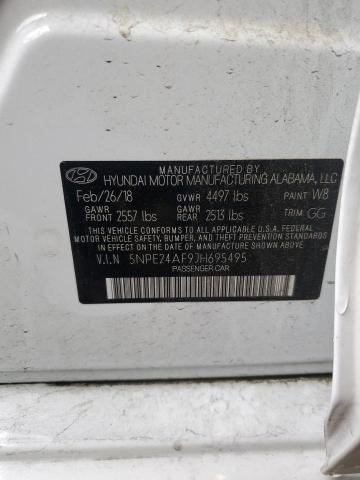 MANUFACTURED BY
HYUNDAI MOTOR MANUFACTURING ALABAMA, LLC
Feb/26/18 GVWR 4497 lbs PAINT W8
GAWR FRONT 2557 lbs GAWR REAR 2513 lbs TRIM GG
THIS VEHICLE CONFORMS TO ALL APPLICABLE U.S.A FEDERAL
MOTOR VEHICLE SAFETY, BUMPER, AND THEFT PREVENTION
STANDARDS IN EFFECT ON THE DATE OF MANUFACTURE SHOWN ABOVE.
V.I.N 5NPE24AF9JH695495
PASSENGER CAR